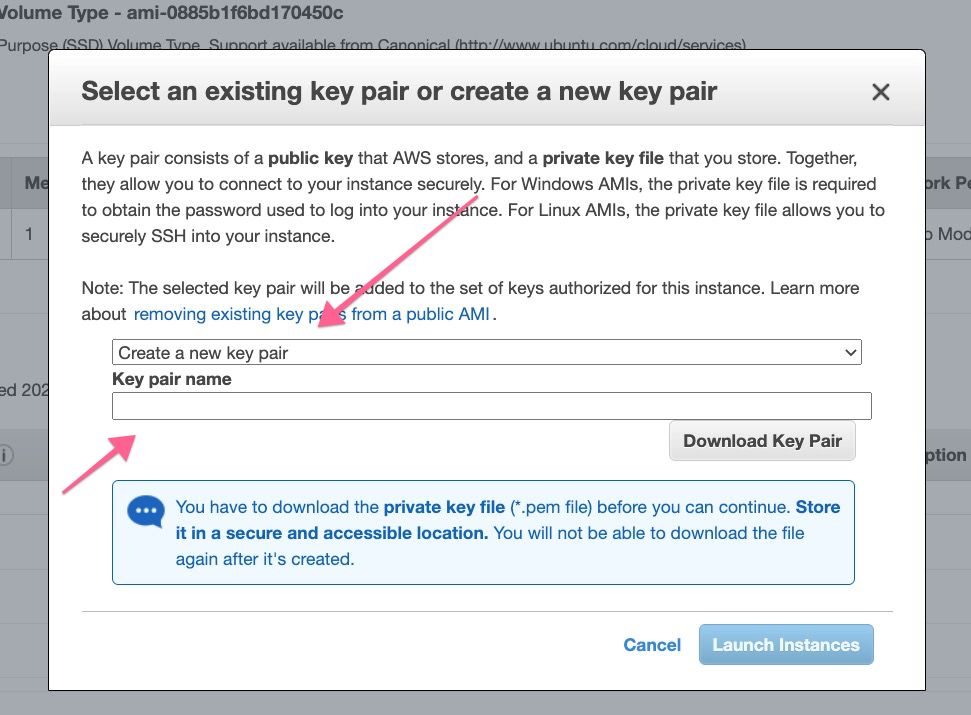 Volume Type - ami-0885b1f6bd170450c
Purpose (SSD) Volume Type. Support available from Canonical (http://www.ubuntu.com/cloud/services)
Select an existing key pair or create a new key pair
A key pair consists of a public key that AWS stores, and a private key file that you store. Together,
they allow you to connect to your instance securely. For Windows AMIs, the private key file is required
to obtain the password used to log into your instance. For Linux AMIs, the private key file allows you to
securely SSH into your instance.
1
Note: The selected key pair will be added to the set of keys authorized for this instance. Learn more
about removing existing key pairs from a public AMI.
Create a new key pair
Key pair name
Download Key Pair
You have to download the private key file (*.pem file) before you can continue. Store
it in a secure and accessible location. You will not be able to download the file
again after it's created.
Cancel
Launch Instances